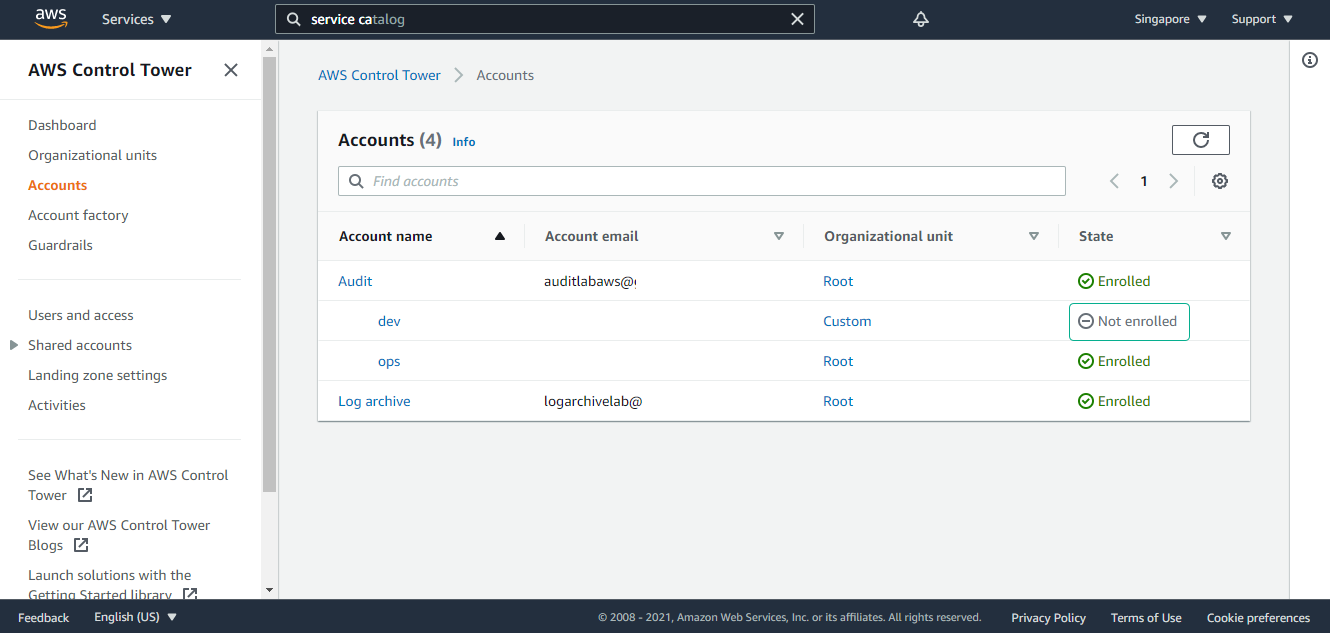 aws
Services
service catalog
Singapore
Support
AWS Control Tower
Dashboard
Organizational units
Accounts
Account factory
Guardrails
Users and access
Shared accounts
Landing zone settings
Activities
See What's New in AWS Control
Tower
View our AWS Control Tower
Blogs
Launch solutions with the
Getting Started library
AWS Control Tower > Accounts
Accounts (4) Info
Find accounts
1
Account name Account email Organizational unit State
Audit auditlabaws@ Root Enrolled
dev Custom Not enrolled
ops Root Enrolled
Log archive logarchivelab@ Root Enrolled
Feedback English (US) © 2008 - 2021, Amazon Web Services, Inc. or its affiliates. All rights reserved. Privacy Policy Terms of Use Cookie preferences